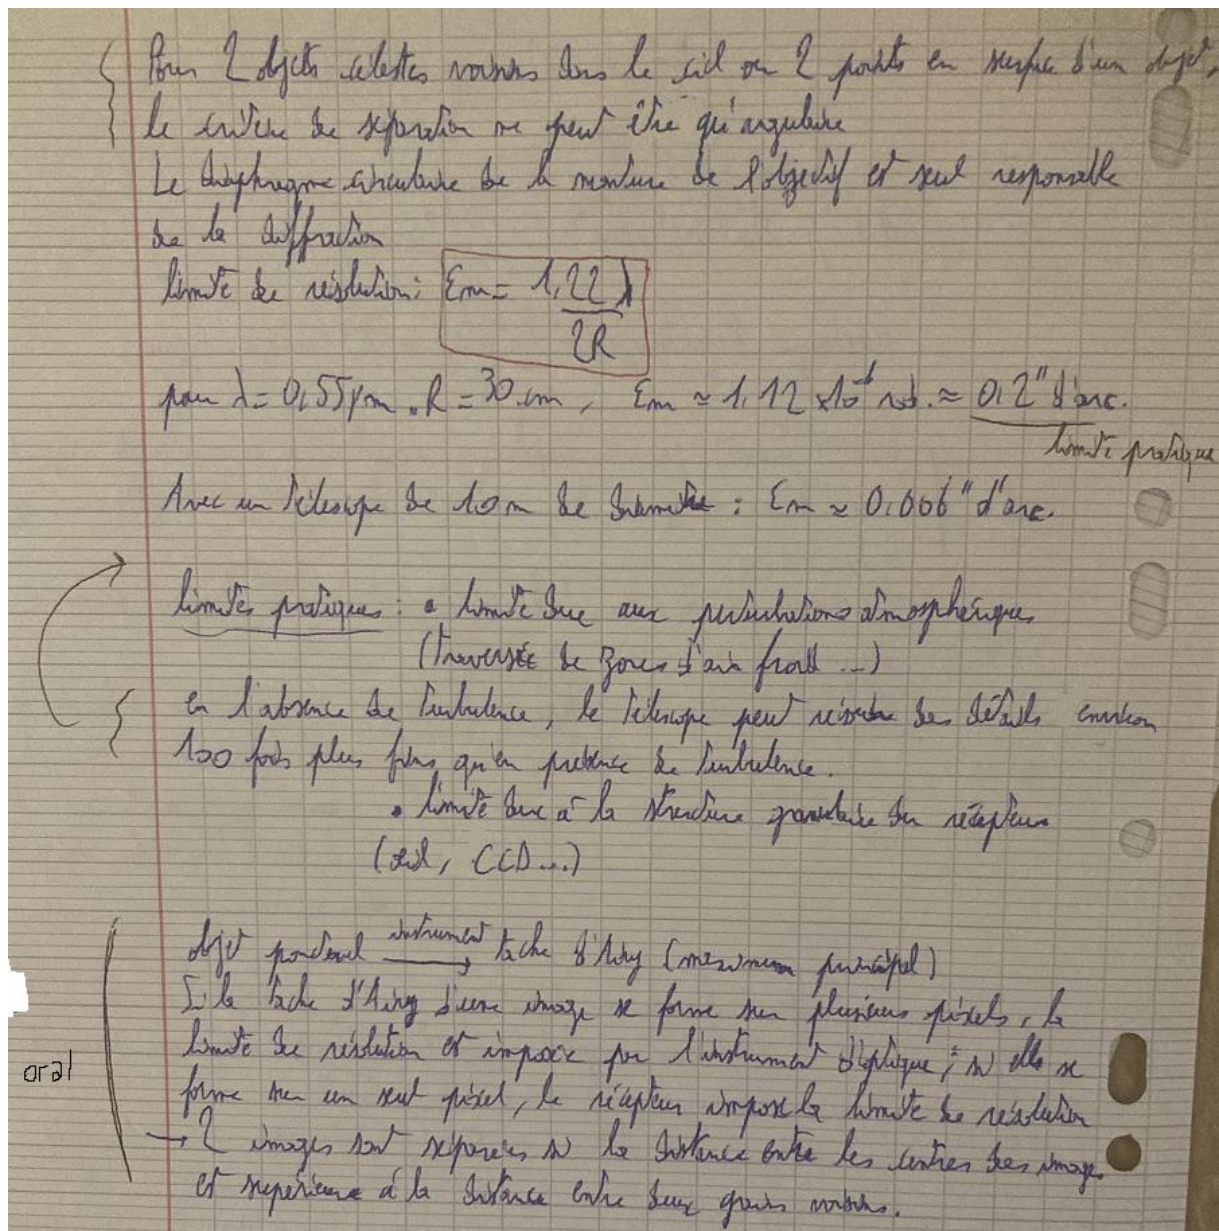 Pour 2 objets célestes voisins dans le ciel ou 2 points en surface d'un objet,
le critère de séparation ne peut être qu'angulaire
Le diaphragme circulaire de la monture de l'objectif est seul responsable
de la diffraction
limite de résolution : εm = 1,22 λ / 2R
pour λ = 0,55 μm, R = 30 cm, εm ≈ 1,12 × 10⁻⁶ rad. ≈ 0,2" d'arc.
limite pratique
Avec un télescope de 10 m de diamètre : εm ≈ 0,006" d'arc.
limites pratiques : • limite due aux perturbations atmosphériques
(traversée de zones d'air froid ...)
en l'absence de turbulence, le télescope peut résoudre des détails environ
100 fois plus fins qu'en présence de turbulence.
• limite due à la structure granulaire du récepteur
(œil, CCD...)
objet ponctuel instrument → tache d'Airy (maximum principal)
Si la tache d'Airy d'une image se forme sur plusieurs pixels, la
limite de résolution est imposée par l'instrument d'optique ; si elle se
oral
forme sur un seul pixel, le récepteur impose la limite de résolution
→ 2 images sont séparées si la distance entre les centres des images
est supérieure à la distance entre deux grains voisins.